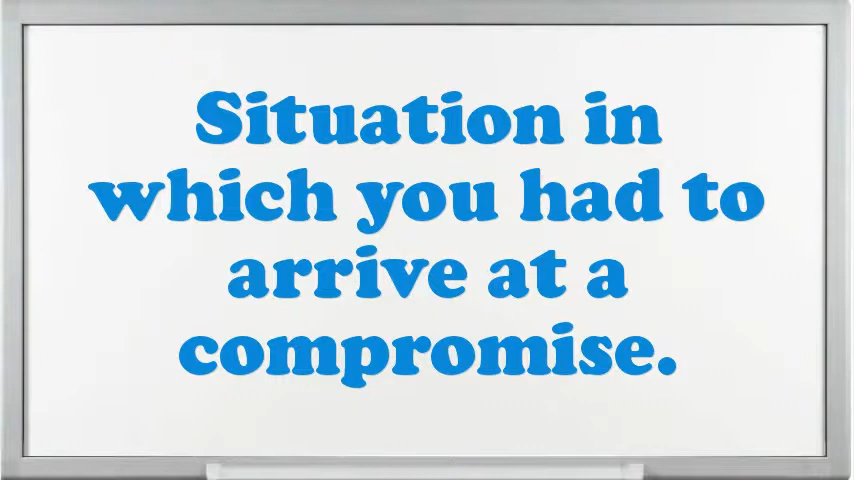 Situation in
which you had to
arrive at a
compromise.